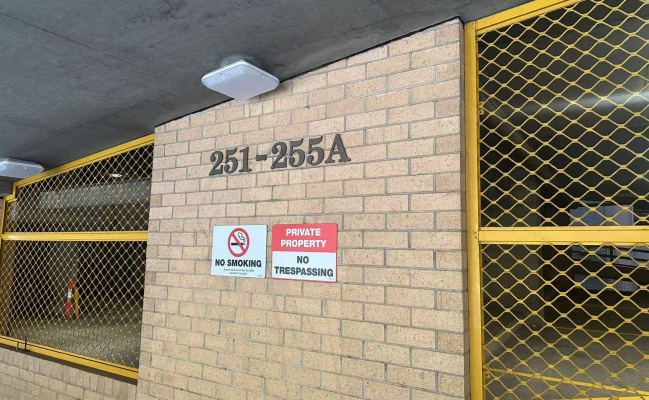 251-255A
NO SMOKING
PRIVATE
PROPERTY
NO
TRESPASSING